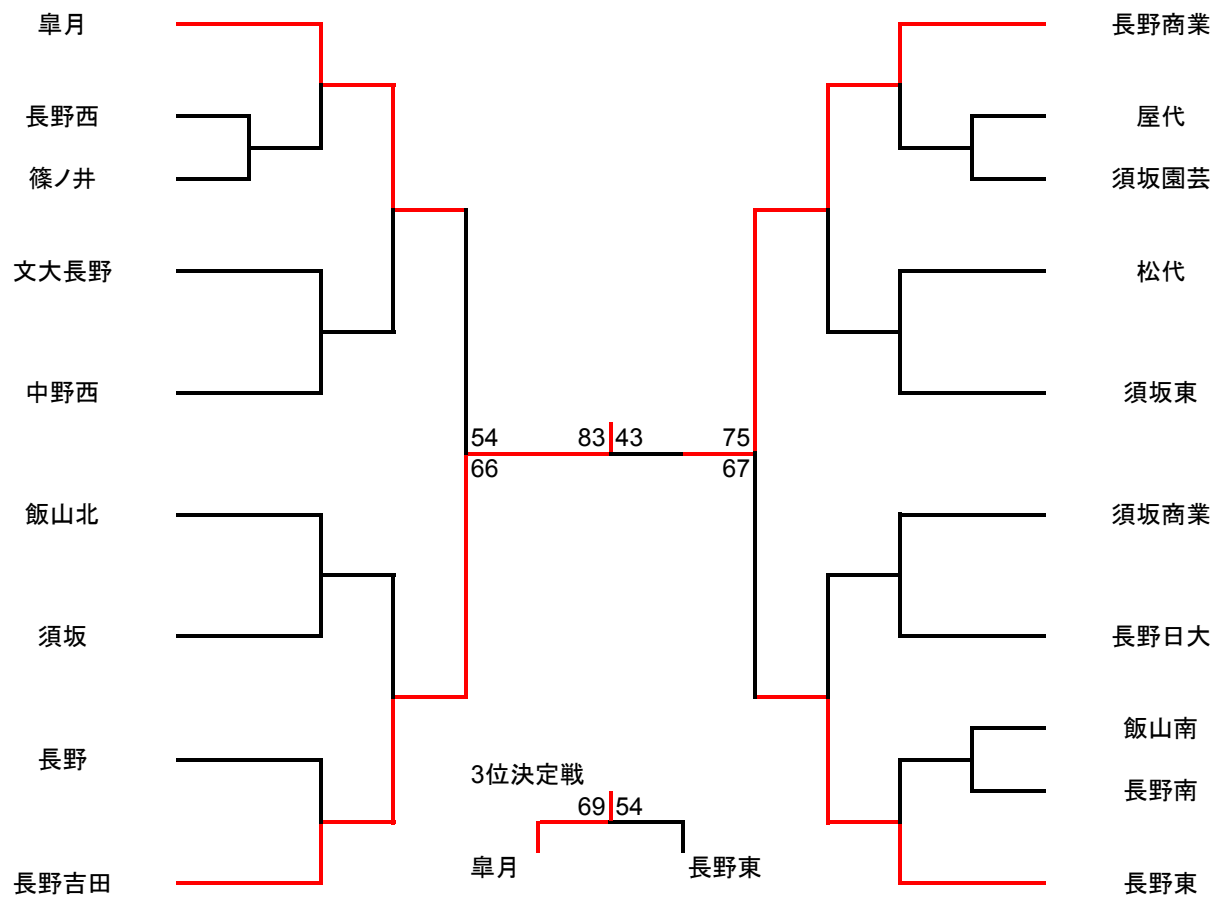 皐月
長野西
篠ノ井
文大長野
中野西
飯山北
須坂
長野
長野吉田
54
66
83 43
75
67
3位決定戦
69 54
皐月 長野東
長野商業
屋代
須坂園芸
松代
須坂東
須坂商業
長野日大
飯山南
長野南
長野東